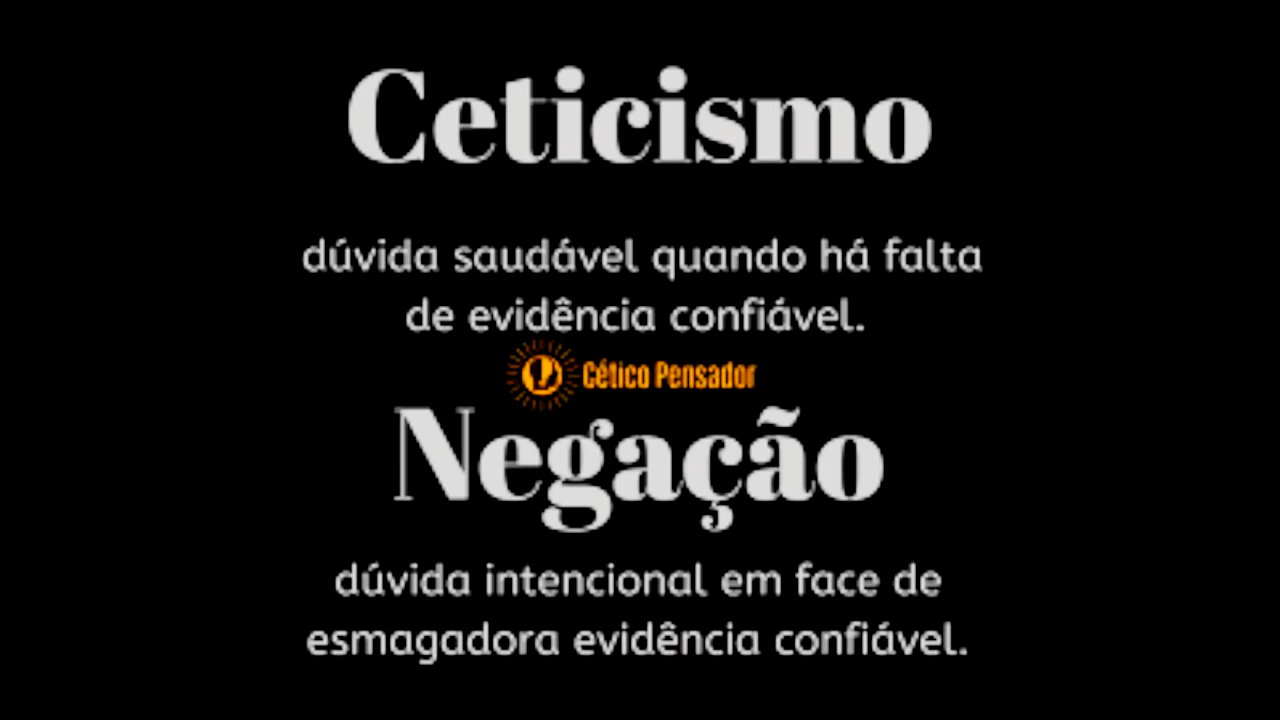 Ceticismo
dúvida saudável quando há falta
de evidência confiável.
Cético Pensador
Negação
dúvida intencional em face de
esmagadora evidência confiável.